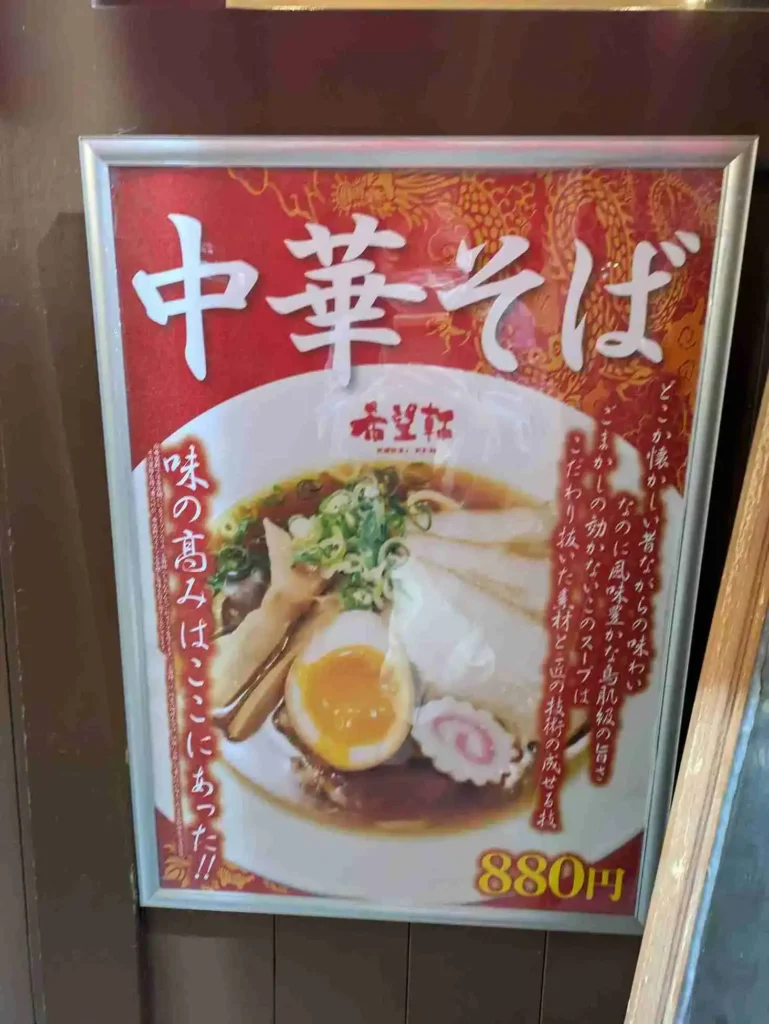 中華そば
希望軒
どこか懐かしい昔ながらの味わい
なのに風味豊かな鳥肌級の旨さ
ごまかしの効かないこのスープは
こだわり抜いた素材と匠の技術の成せる技
味の高みはここにあった!!
880円